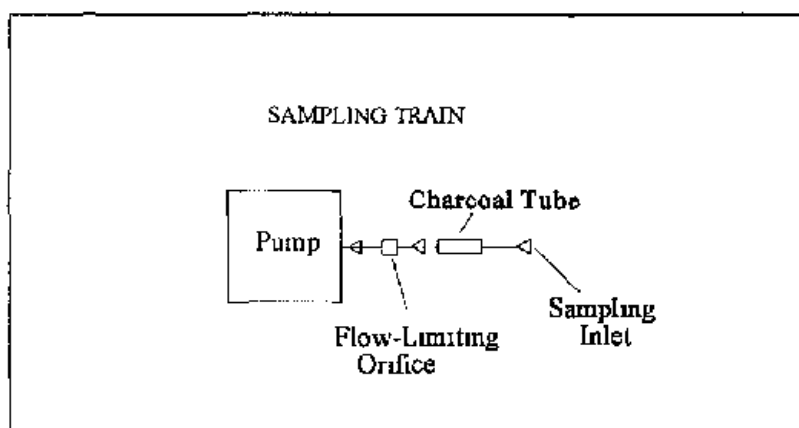 SAMPLING TRAIN
Charcoal Tube
Pump
Sampling
Inlet
Flow-Limiting
Orifice